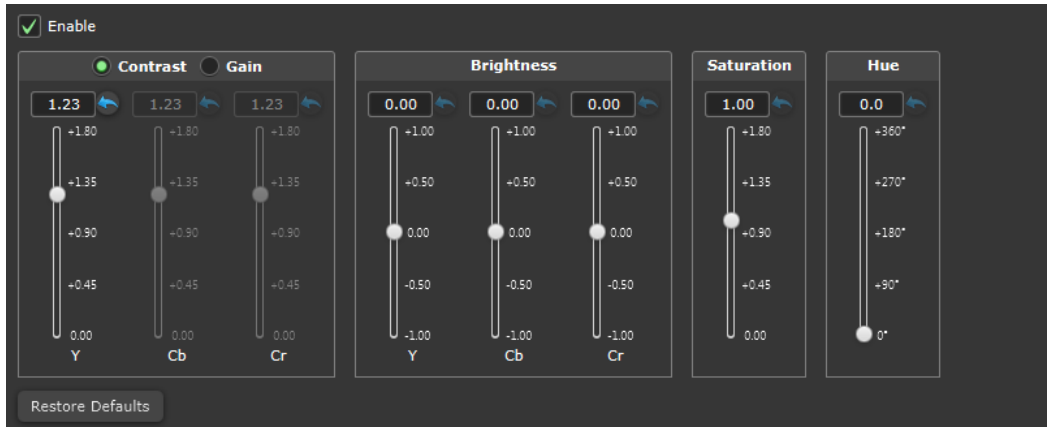 Enable
Contrast Gain Brightness Saturation Hue
1.23 1.23 1.23 0.00 0.00 0.00 1.00 0.0
+1.80 +1.80 +1.80 +1.00 +1.00 +1.00 +1.80 +360°
+1.35 +1.35 +1.35 +0.50 +0.50 +0.50 +1.35 +270°
+0.90 +0.90 +0.90 0.00 0.00 0.00 +0.90 +180°
+0.45 +0.45 +0.45 -0.50 -0.50 -0.50 +0.45 +90°
0.00 0.00 0.00 -1.00 -1.00 -1.00 0.00 0°
Y Cb Cr Y Cb Cr
Restore Defaults